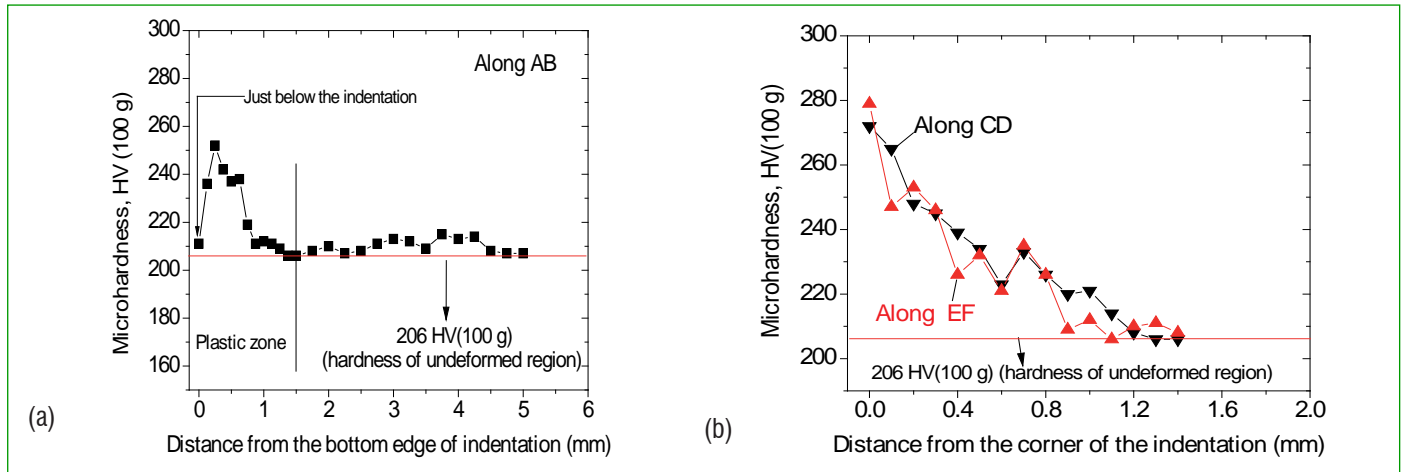 300
280
260
240
220
200
180
160
Microhardness, HV (100 g)
Along AB
Just below the indentation
Plastic zone
206 HV(100 g)
(hardness of undeformed region)
0 1 2 3 4 5 6
Distance from the bottom edge of indentation (mm)
(a)
300
280
260
240
220
200
Microhardness, HV(100 g)
Along CD
Along EF
206 HV(100 g) (hardness of undeformed region)
0.0 0.4 0.8 1.2 1.6 2.0
Distance from the corner of the indentation (mm)
(b)